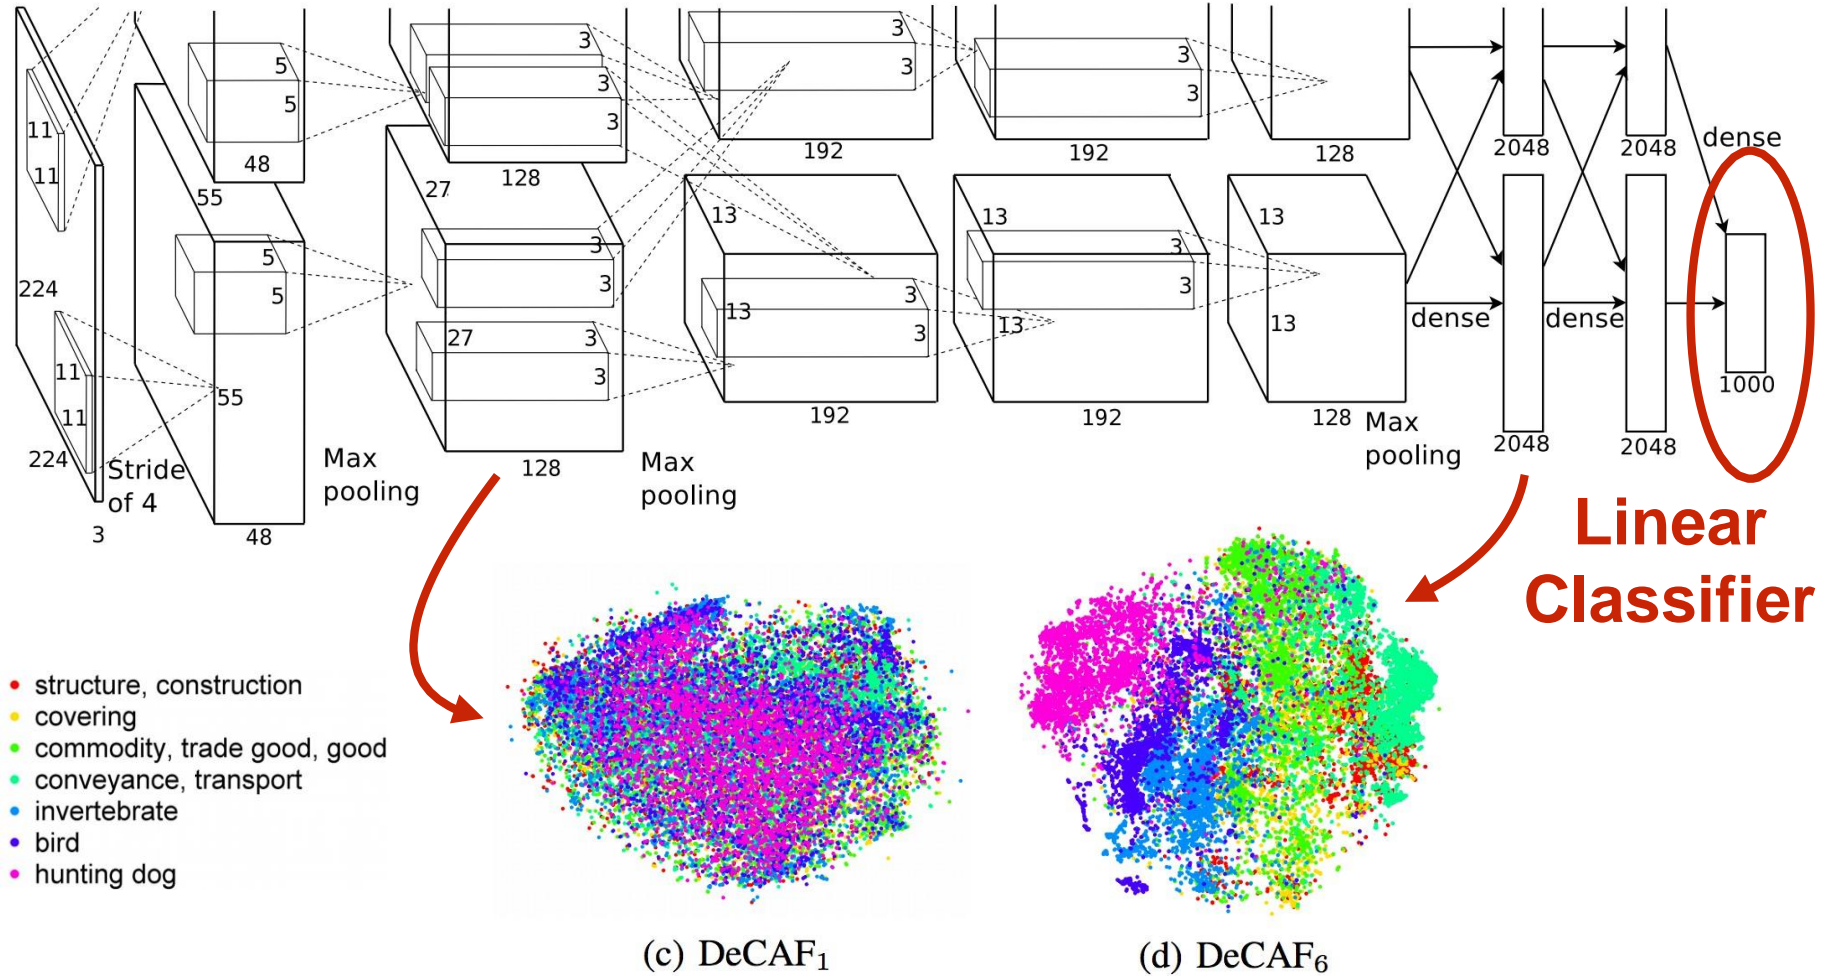 11
11
5
5
48
55
3
3
3
128
3
27
3
3
192
3
3
192
128
2048
2048
dense
224
11
11
224
3
Stride
of 4
5
5
55
48
Max
pooling
3
3
27
3
3
128
Max
pooling
13
3
13
3
192
13
3
3
13
192
13
13
128
Max
pooling
dense
2048
dense
2048
1000
Linear
Classifier
structure, construction
covering
commodity, trade good, good
conveyance, transport
invertebrate
bird
hunting dog
(c) DeCAF₁
(d) DeCAF₆